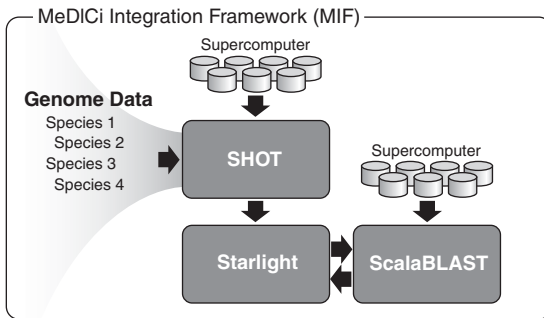 MeDICi Integration Framework (MIF)
Supercomputer
Genome Data
Species 1
Species 2
Species 3
Species 4
SHOT
Supercomputer
Starlight
ScalaBLAST